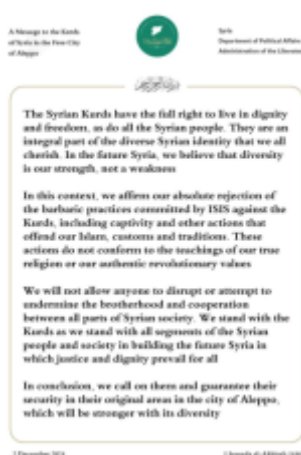 A Message to the Kurds
of Syria in the Free City
of Aleppo
Syria
Department of Political Affairs
Administration of the Liberated
The Syrian Kurds have the full right to live in dignity
and freedom, as do all the Syrian people. They are an
integral part of the diverse Syrian identity that we all
cherish. In the future Syria, we believe that diversity
is our strength, not a weakness
In this context, we affirm our absolute rejection of
the barbaric practices committed by ISIS against the
Kurds, including captivity and other actions that
offend our Islam, customs and traditions. These
actions do not conform to the teachings of our true
religion or our authentic revolutionary values
We will not allow anyone to disrupt or attempt to
undermine the brotherhood and cooperation
between all parts of Syrian society. We stand with the
Kurds as we stand with all segments of the Syrian
people and society in building the future Syria in
which justice and dignity prevail for all
In conclusion, we call on them and guarantee their
security in their original areas in the city of Aleppo,
which will be stronger with its diversity
December 2024